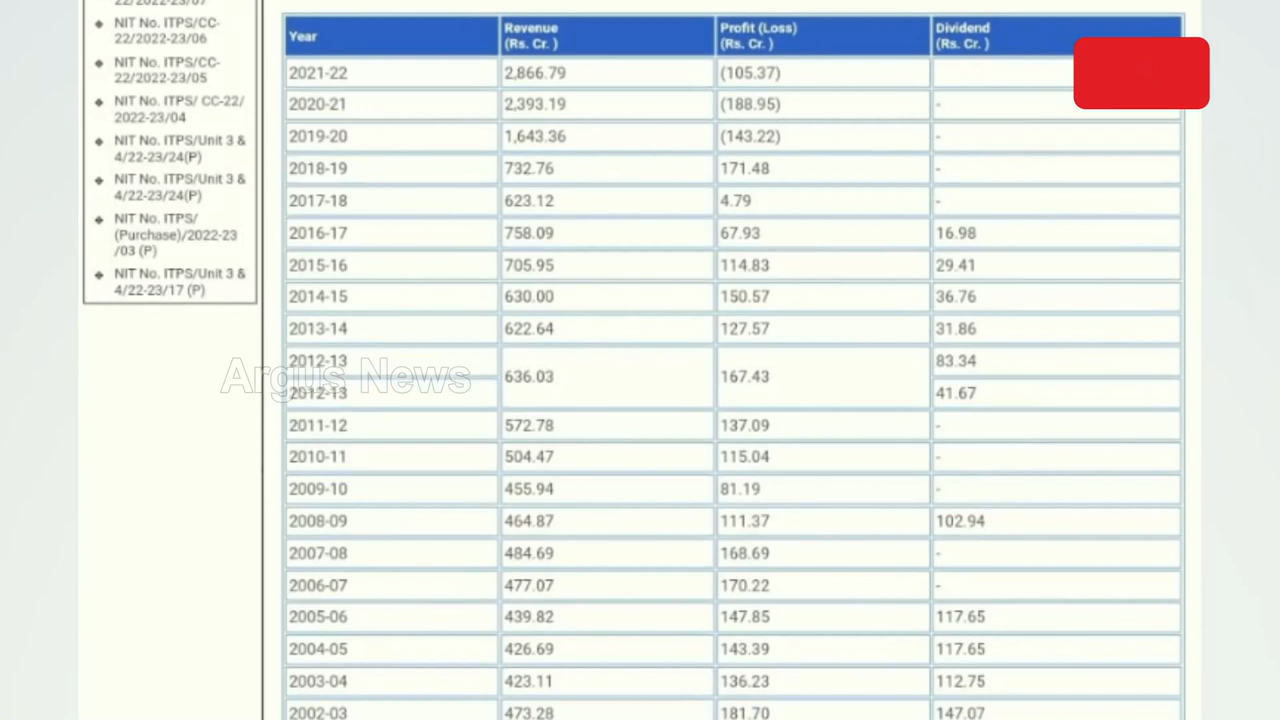 22/2022-23/07
◆ NIT No. ITPS/CC-
22/2022-23/06
◆ NIT No. ITPS/CC-
22/2022-23/05
◆ NIT No. ITPS/ CC-22/
2022-23/04
◆ NIT No. ITPS/Unit 3 &
4/22-23/24(P)
◆ NIT No. ITPS/Unit 3 &
4/22-23/24(P)
◆ NIT No. ITPS/
(Purchase)/2022-23
/03 (P)
◆ NIT No. ITPS/Unit 3 &
4/22-23/17 (P)
Year Revenue (Rs. Cr. ) Profit (Loss) (Rs. Cr. ) Dividend (Rs. Cr. )
2021-22 2,866.79 (105.37)
2020-21 2,393.19 (188.95) -
2019-20 1,643.36 (143.22) -
2018-19 732.76 171.48 -
2017-18 623.12 4.79 -
2016-17 758.09 67.93 16.98
2015-16 705.95 114.83 29.41
2014-15 630.00 150.57 36.76
2013-14 622.64 127.57 31.86
2012-13 636.03 167.43 83.34
2012-13 41.67
2011-12 572.78 137.09 -
2010-11 504.47 115.04 -
2009-10 455.94 81.19 -
2008-09 464.87 111.37 102.94
2007-08 484.69 168.69 -
2006-07 477.07 170.22 -
2005-06 439.82 147.85 117.65
2004-05 426.69 143.39 117.65
2003-04 423.11 136.23 112.75
2002-03 473.28 181.70 147.07
Argus News